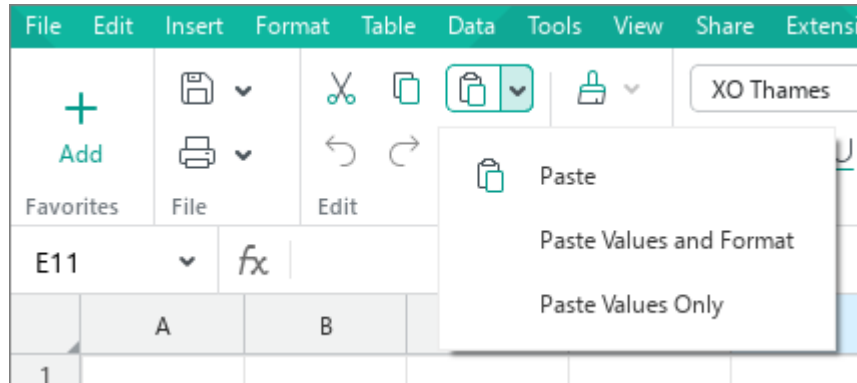 File Edit Insert Format Table Data Tools View Share Extensi
XO Thames
Add
U
Favorites File Edit
Paste
Paste Values and Format
Paste Values Only
E11 fx
A B
1